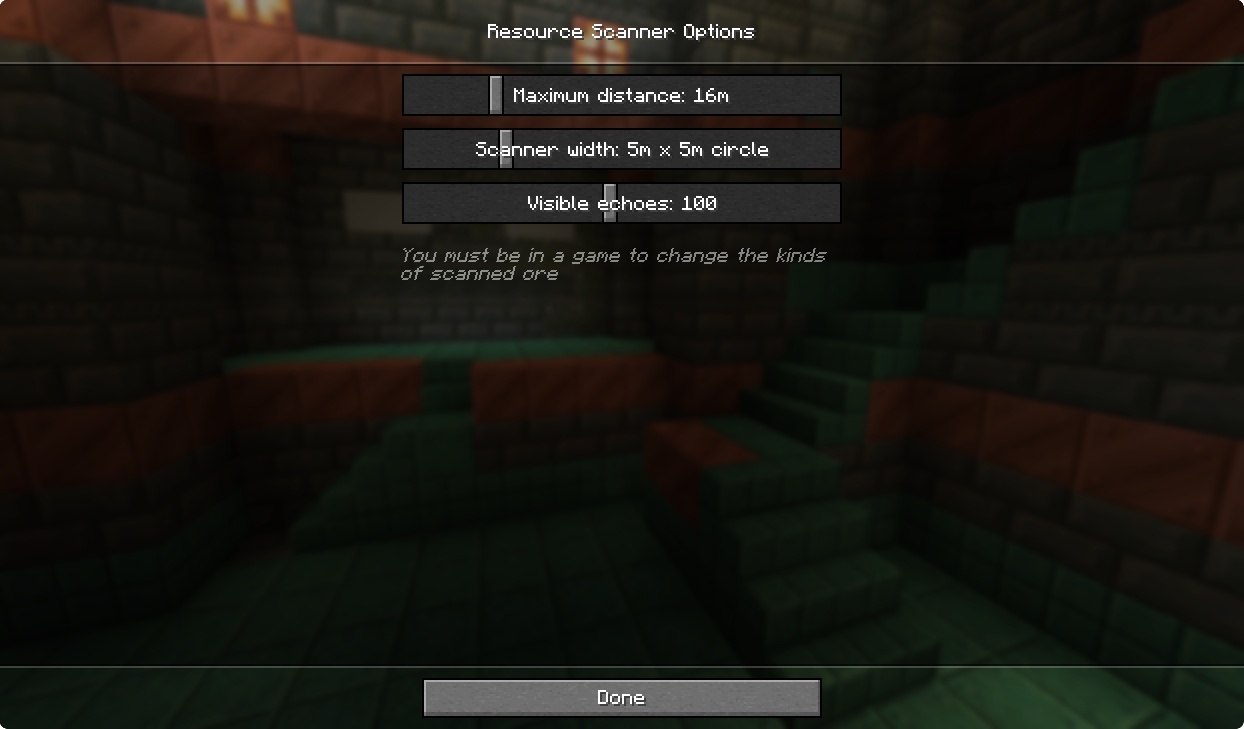 Resource Scanner Options
Maximum distance: 16m
Scanner width: 5m x 5m circle
Visible echoes: 100
You must be in a game to change the kinds
of scanned ore
Done